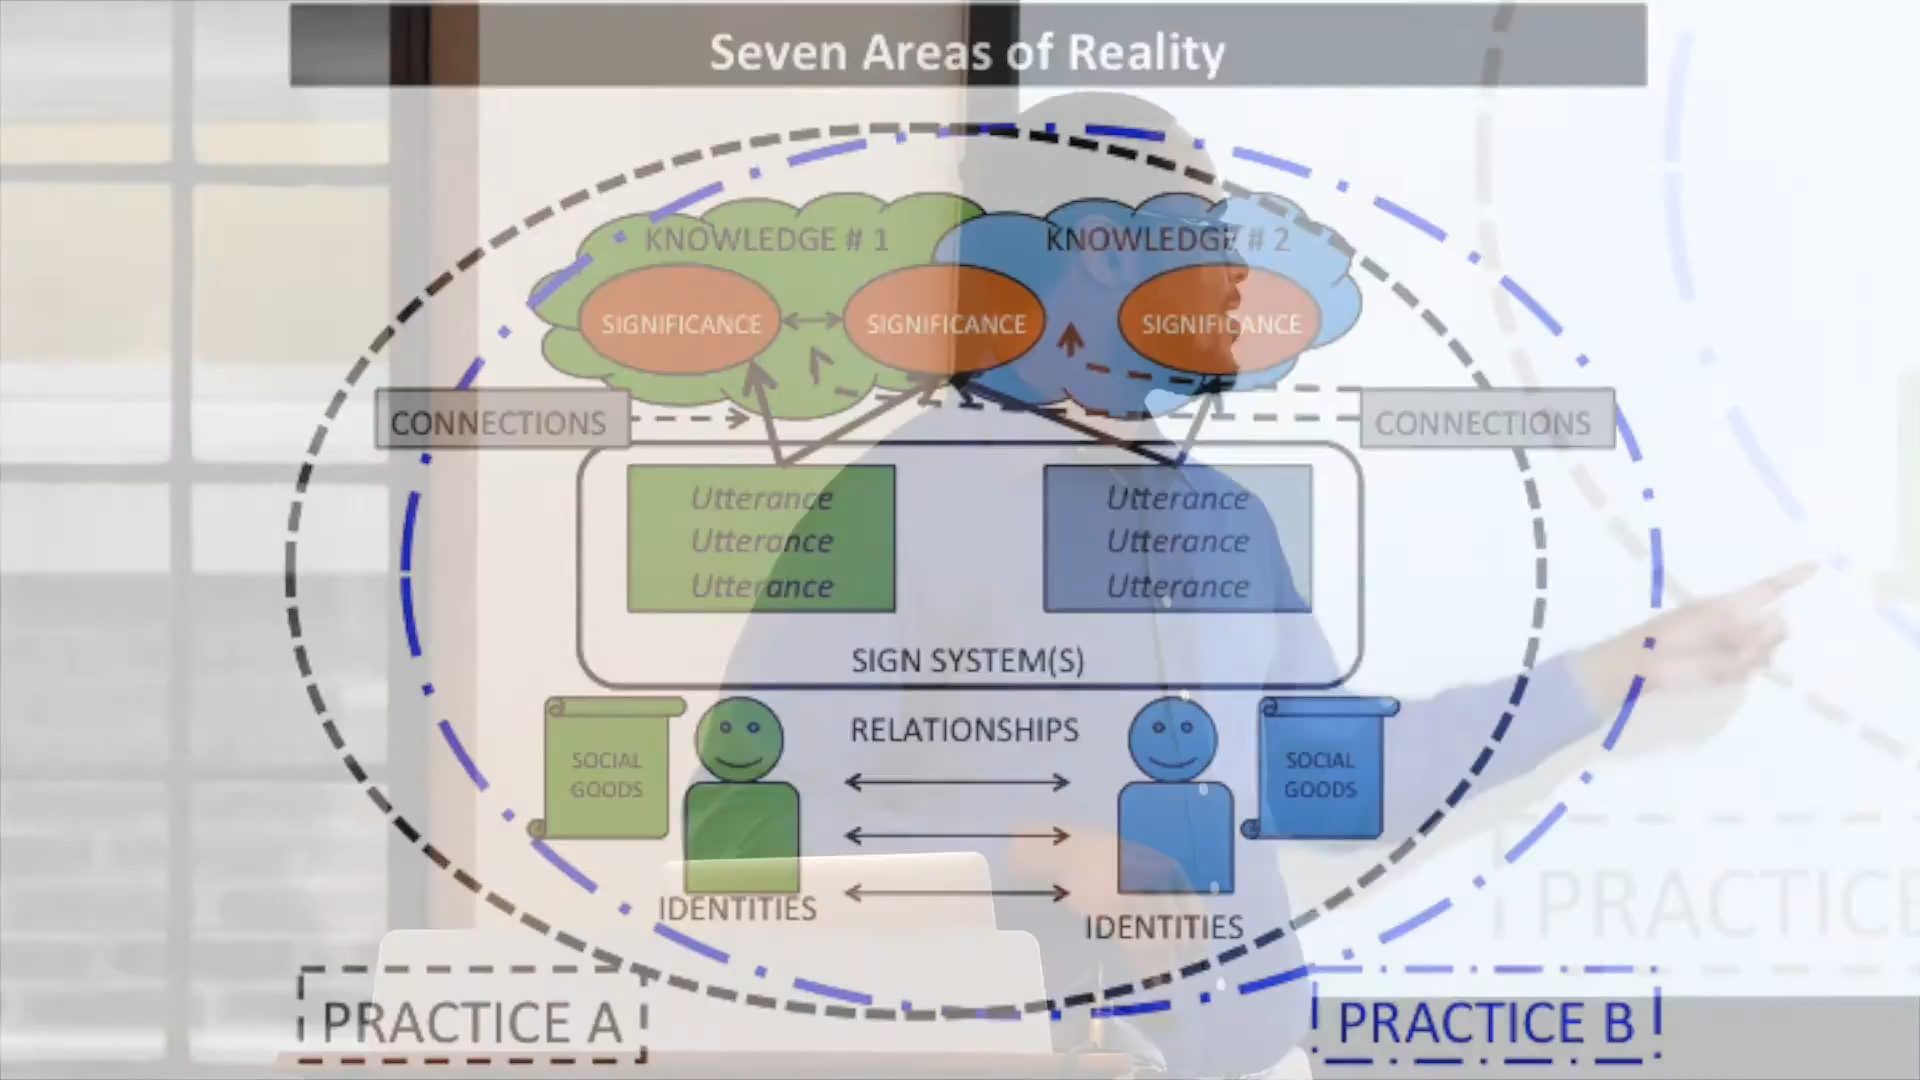 Seven Areas of Reality
KNOWLEDGE # 1
KNOWLEDGE # 2
SIGNIFICANCE
SIGNIFICANCE
SIGNIFICANCE
CONNECTIONS
CONNECTIONS
Utterance
Utterance
Utterance
Utterance
Utterance
Utterance
SIGN SYSTEM(S)
RELATIONSHIPS
SOCIAL
GOODS
SOCIAL
GOODS
IDENTITIES
IDENTITIES
PRACTICE A
PRACTICE B
PRACTICE